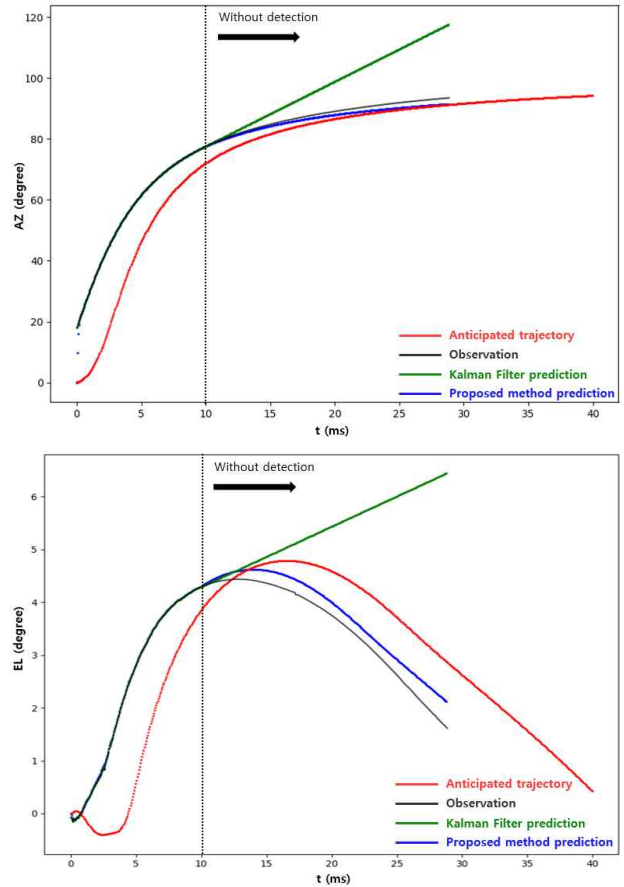 Without detection
120
100
80
60
40
20
0
AZ (degree)
Anticipated trajectory
Observation
Kalman Filter prediction
Proposed method prediction
0 5 10 15 20 25 30 35 40
t (ms)
Without detection
6
5
4
3
2
1
0
EL (degree)
Anticipated trajectory
Observation
Kalman Filter prediction
Proposed method prediction
0 5 10 15 20 25 30 35 40
t (ms)